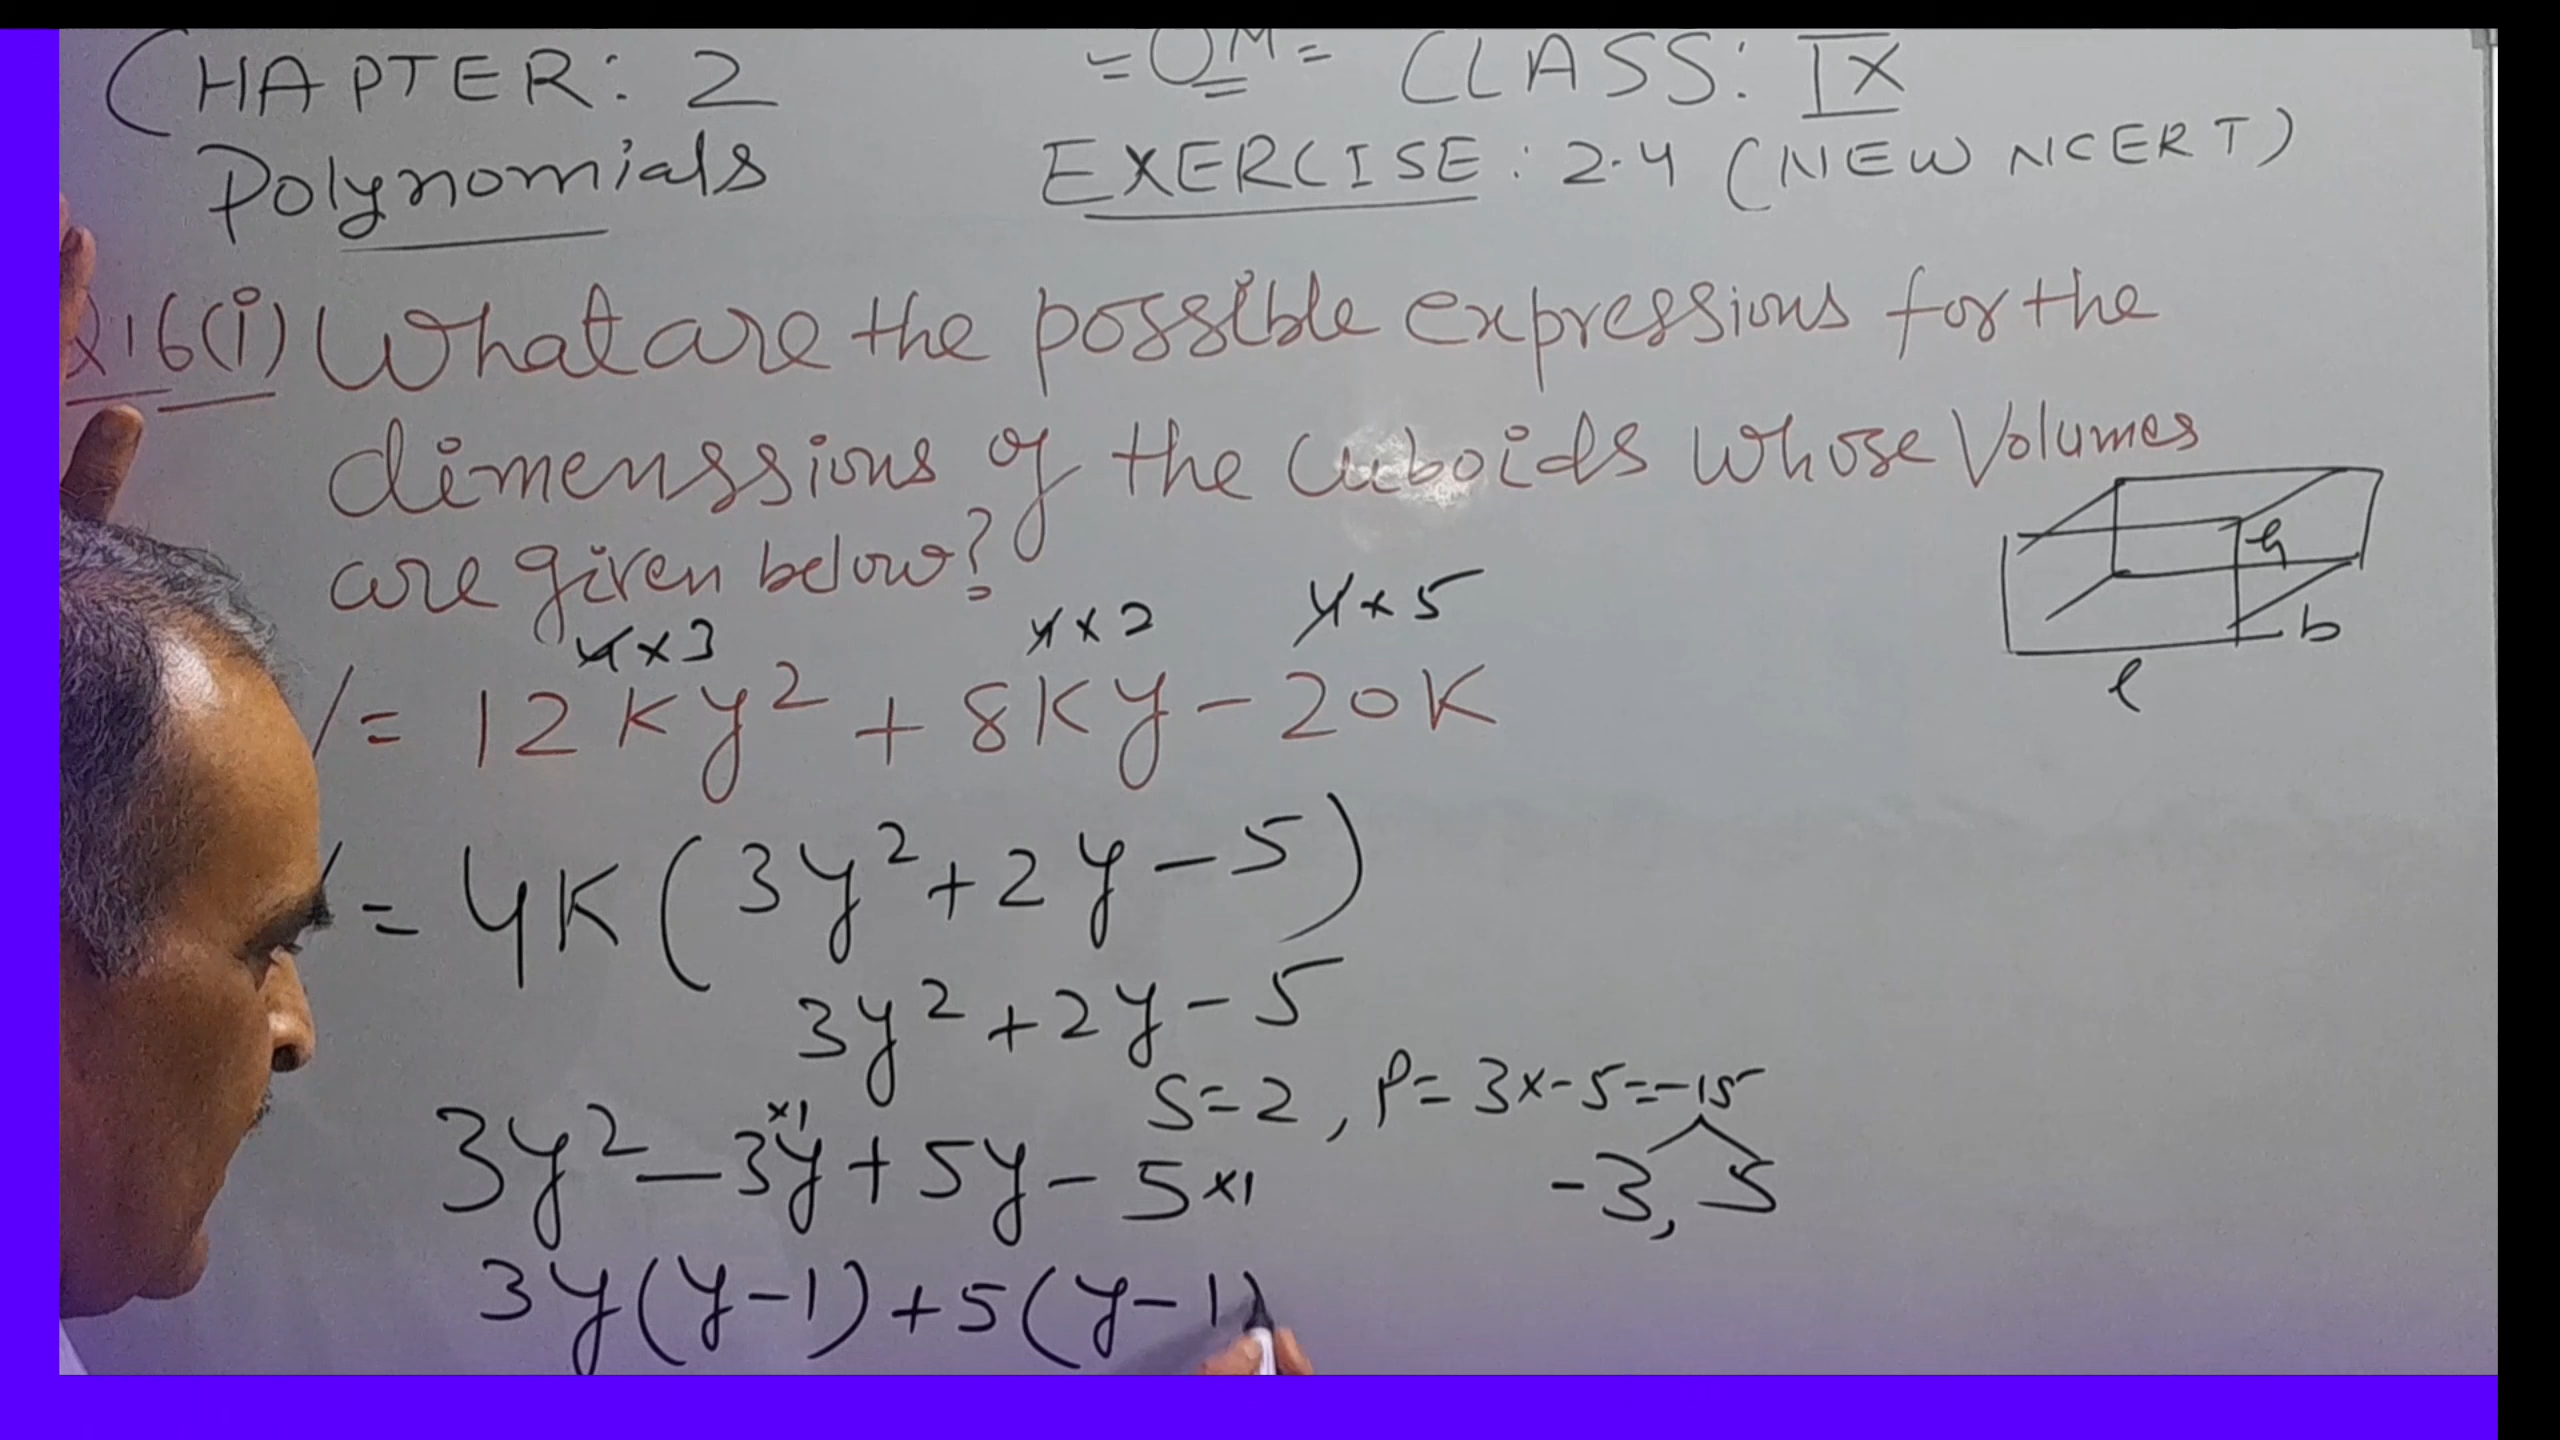 CHAPTER: 2
Polynomials
=OM= CLASS: IX
EXERCISE: 2.4 (NEW NCERT)
Q16(i) What are the possible expressions for the
dimenssions of the cuboids whose Volumes
are given below?
4×3 4×2 4×5
V = 12Ky² + 8Ky - 20K
h
b
l
V = 4K(3y² + 2y - 5)
3y² + 2y - 5
S=2, P= 3×-5=-15
-3, 5
×1
3y² - 3y + 5y - 5×1
3y(y-1)+5(y-1)